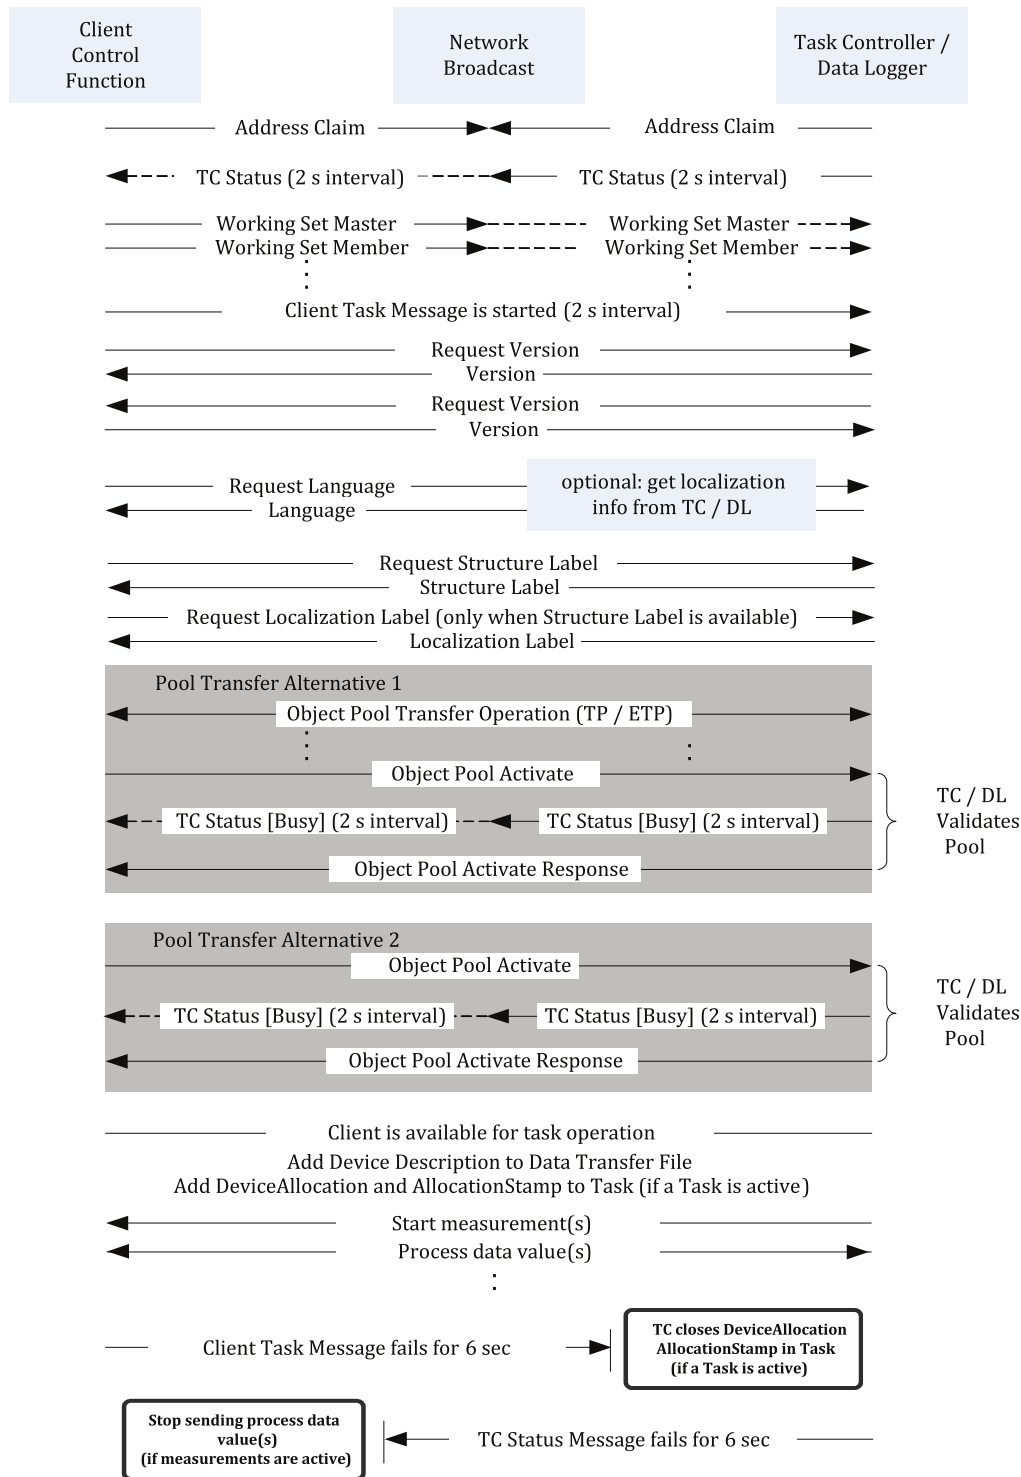 Client
Control
Function
Network
Broadcast
Task Controller /
Data Logger
Address Claim
Address Claim
TC Status (2 s interval)
TC Status (2 s interval)
Working Set Master
Working Set Master
Working Set Member
Working Set Member
Client Task Message is started (2 s interval)
Request Version
Version
Request Version
Version
Request Language
Language
optional: get localization
info from TC / DL
Request Structure Label
Structure Label
Request Localization Label (only when Structure Label is available)
Localization Label
Pool Transfer Alternative 1
Object Pool Transfer Operation (TP / ETP)
Object Pool Activate
TC Status [Busy] (2 s interval)
TC Status [Busy] (2 s interval)
Object Pool Activate Response
TC / DL
Validates
Pool
Pool Transfer Alternative 2
Object Pool Activate
TC Status [Busy] (2 s interval)
TC Status [Busy] (2 s interval)
Object Pool Activate Response
TC / DL
Validates
Pool
Client is available for task operation
Add Device Description to Data Transfer File
Add DeviceAllocation and AllocationStamp to Task (if a Task is active)
Start measurement(s)
Process data value(s)
Client Task Message fails for 6 sec
TC closes DeviceAllocation
AllocationStamp in Task
(if a Task is active)
Stop sending process data
value(s)
(if measurements are active)
TC Status Message fails for 6 sec